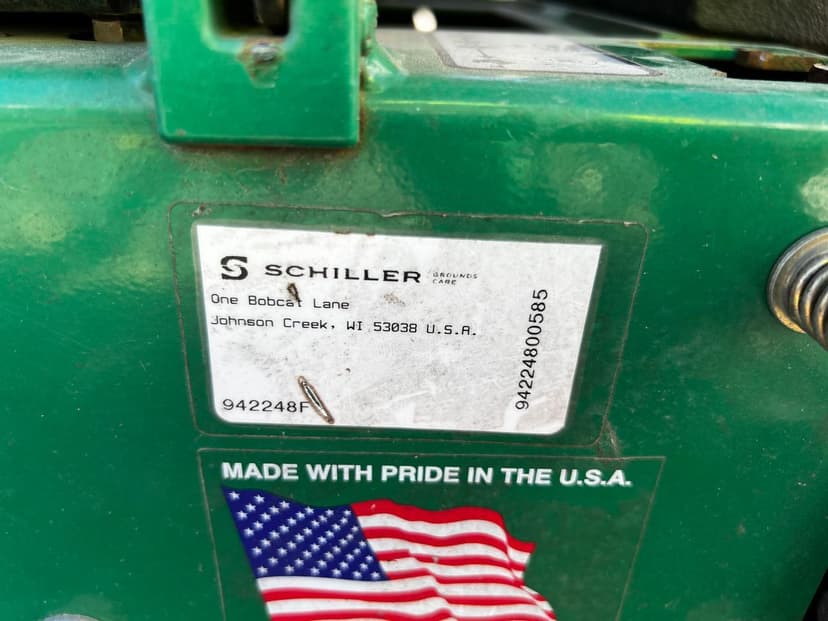 SCHILLER GROUNDS CARE
One Bobcat Lane
Johnson Creek, WI 53038 U.S.A.
942248F
94224800585
MADE WITH PRIDE IN THE U.S.A.